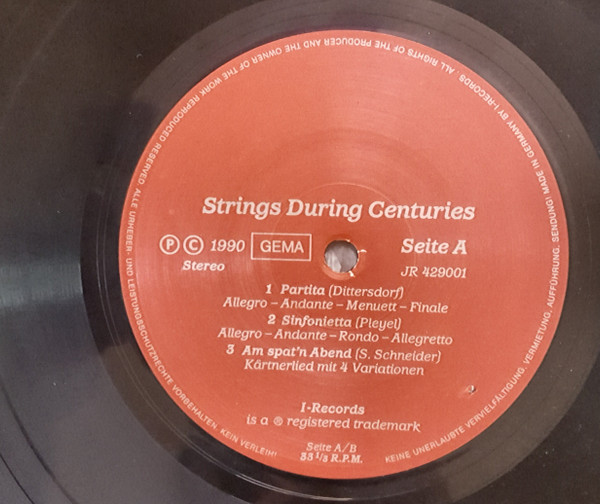 Strings During Centuries
Ⓟ Ⓒ 1990 GEMA Seite A
Stereo JR 429001
1 Partita (Dittersdorf)
Allegro – Andante – Menuett – Finale
2 Sinfonietta (Pleyel)
Allegro – Andante – Rondo – Allegretto
3 Am spat'n Abend (S. Schneider)
Kärtnerlied mit 4 Variationen
I-Records
is a ® registered trademark
Seite A/B
33 1/3 R.P.M.
MADE IN GERMANY BY I-RECORDS · ALL RIGHTS OF THE PRODUCER AND THE OWNER OF THE WORK REPRODUCED RESERVED. ALLE URHEBER- UND LEISTUNGSSCHUTZRECHTE VORBEHALTEN. KEIN VERLEIH! KEINE UNERLAUBTE VERVIELFÄLTIGUNG, VERMIETUNG, AUFFÜHRUNG, SENDUNG!